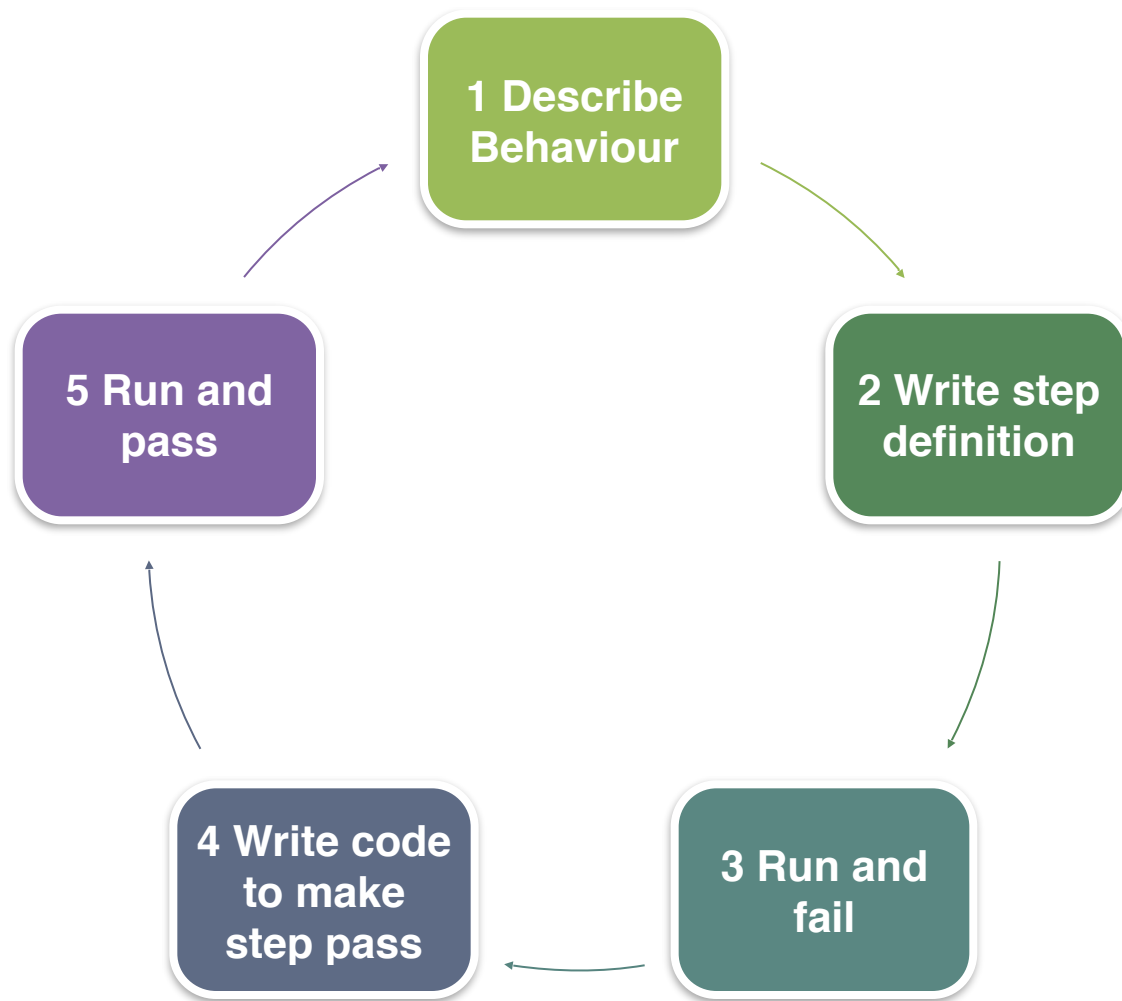 1 Describe
Behaviour
2 Write step
definition
3 Run and
fail
4 Write code
to make
step pass
5 Run and
pass